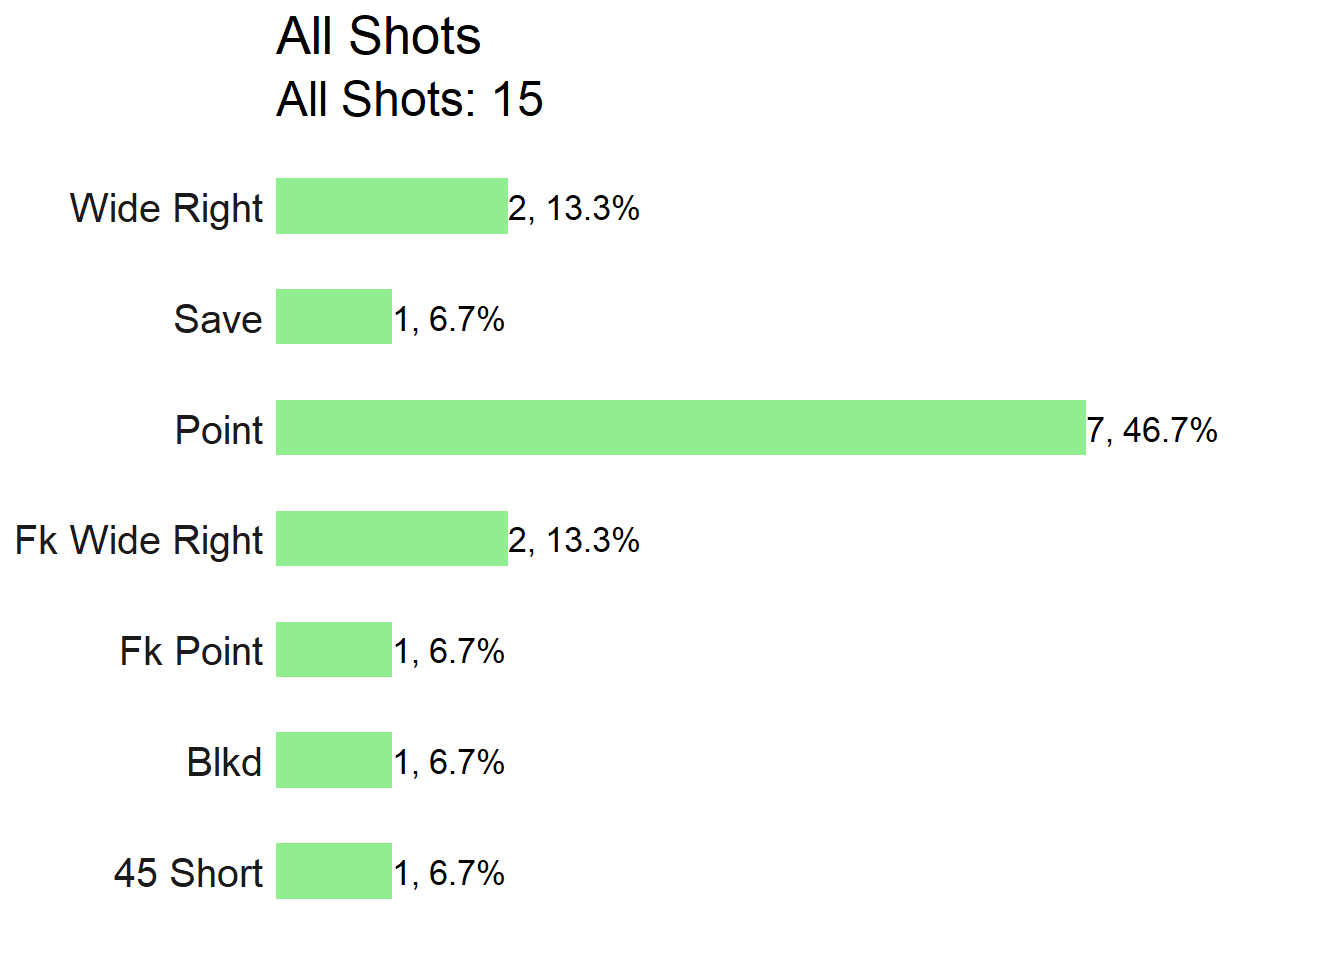 All Shots
All Shots: 15
Wide Right 2, 13.3%
Save 1, 6.7%
Point 7, 46.7%
Fk Wide Right 2, 13.3%
Fk Point 1, 6.7%
Blkd 1, 6.7%
45 Short 1, 6.7%